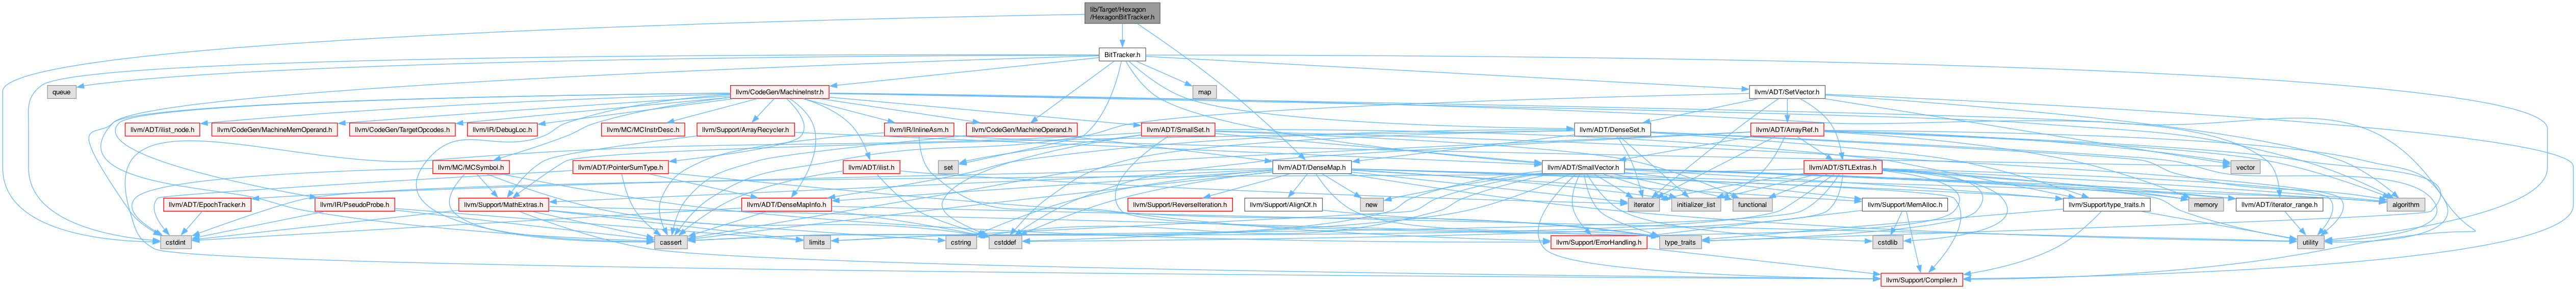 lib/Target/Hexagon
/HexagonBitTracker.h
BitTracker.h
queue
llvm/CodeGen/MachineInstr.h
map
llvm/ADT/SetVector.h
llvm/ADT/ilist_node.h
llvm/CodeGen/MachineMemOperand.h
llvm/CodeGen/TargetOpcodes.h
llvm/IR/DebugLoc.h
llvm/MC/MCInstrDesc.h
llvm/Support/ArrayRecycler.h
llvm/IR/InlineAsm.h
llvm/CodeGen/MachineOperand.h
llvm/ADT/SmallSet.h
llvm/ADT/DenseSet.h
llvm/ADT/ArrayRef.h
llvm/MC/MCSymbol.h
llvm/ADT/PointerSumType.h
llvm/ADT/ilist.h
set
llvm/ADT/DenseMap.h
llvm/ADT/SmallVector.h
llvm/ADT/STLExtras.h
vector
llvm/ADT/EpochTracker.h
llvm/IR/PseudoProbe.h
llvm/Support/MathExtras.h
llvm/ADT/DenseMapInfo.h
llvm/Support/ReverseIteration.h
llvm/Support/AlignOf.h
new
iterator
initializer_list
functional
llvm/Support/MemAlloc.h
llvm/Support/type_traits.h
memory
llvm/ADT/iterator_range.h
algorithm
cstdint
cassert
limits
cstring
cstddef
llvm/Support/ErrorHandling.h
type_traits
cstdlib
utility
llvm/Support/Compiler.h